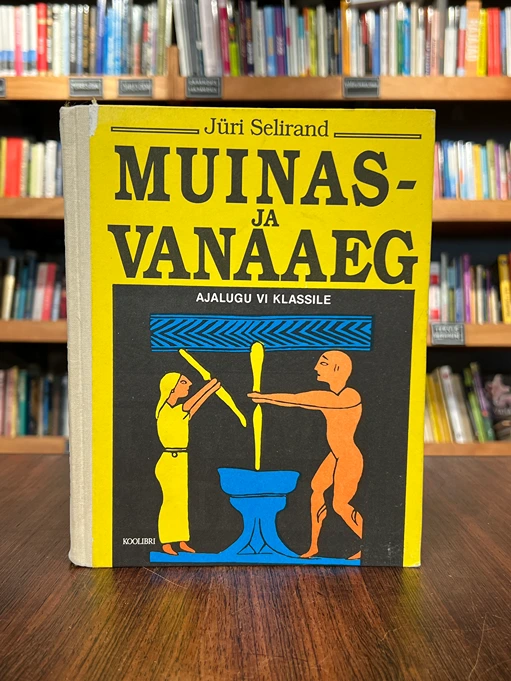 Jüri Selirand
MUINAS-
JA
VANAAEG
AJALUGU VI KLASSILE
KOOLIBRI